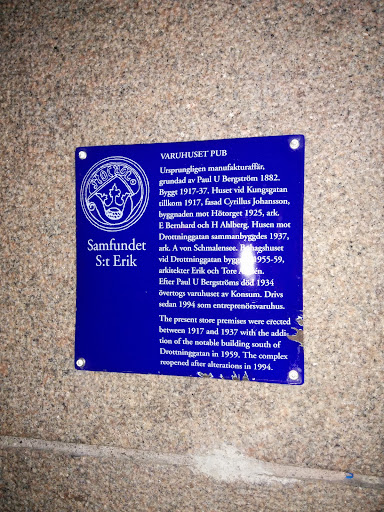 Samfundet
S:t Erik
VARUHUSET PUB
Ursprungligen manufakturaffär,
grundad av Paul U Bergström 1882.
Byggt 1917-37. Huset vid Kungsgatan
tillkom 1917, fasad Cyrillus Johansson,
byggnaden mot Hötorget 1925, ark.
E Bernhard och H Ahlberg. Husen mot
Drottninggatan sammanbyggdes 1937,
ark. A von Schmalensee.
vid Drottninggatan 1955-59,
arkitekter Erik och Tore
Efter Paul U Bergströms död 1934
övertogs varuhuset av Konsum. Drivs
sedan 1994 som entreprenörsvaruhus.
The present store premises were erected
between 1917 and 1937 with the addi-
tion of the notable building south of
Drottninggatan in 1959. The complex
reopened after alterations in 1994.